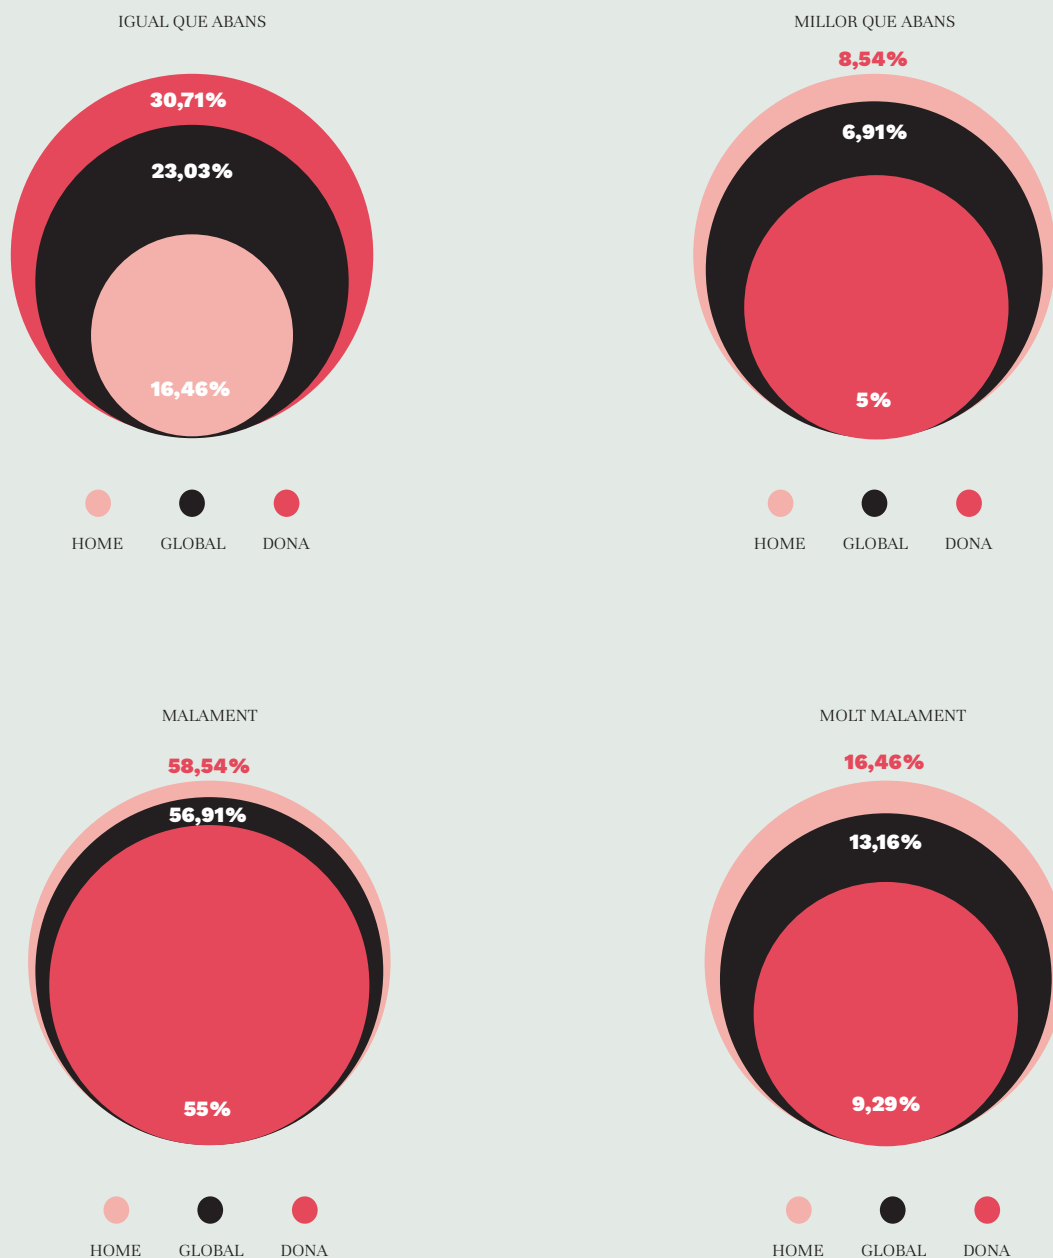 IGUAL QUE ABANS
30,71%
23,03%
16,46%
HOME GLOBAL DONA
MILLOR QUE ABANS
8,54%
6,91%
5%
HOME GLOBAL DONA
MALAMENT
58,54%
56,91%
55%
HOME GLOBAL DONA
MOLT MALAMENT
16,46%
13,16%
9,29%
HOME GLOBAL DONA